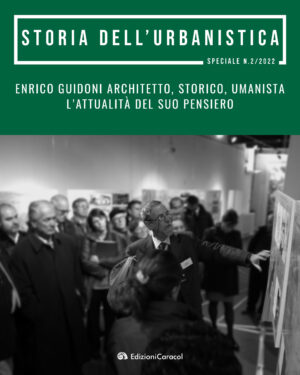 STORIA DELL'URBANISTICA
SPECIALE N.2/2022
ENRICO GUIDONI ARCHITETTO, STORICO, UMANISTA
L'ATTUALITÀ DEL SUO PENSIERO
EdizioniCaracol